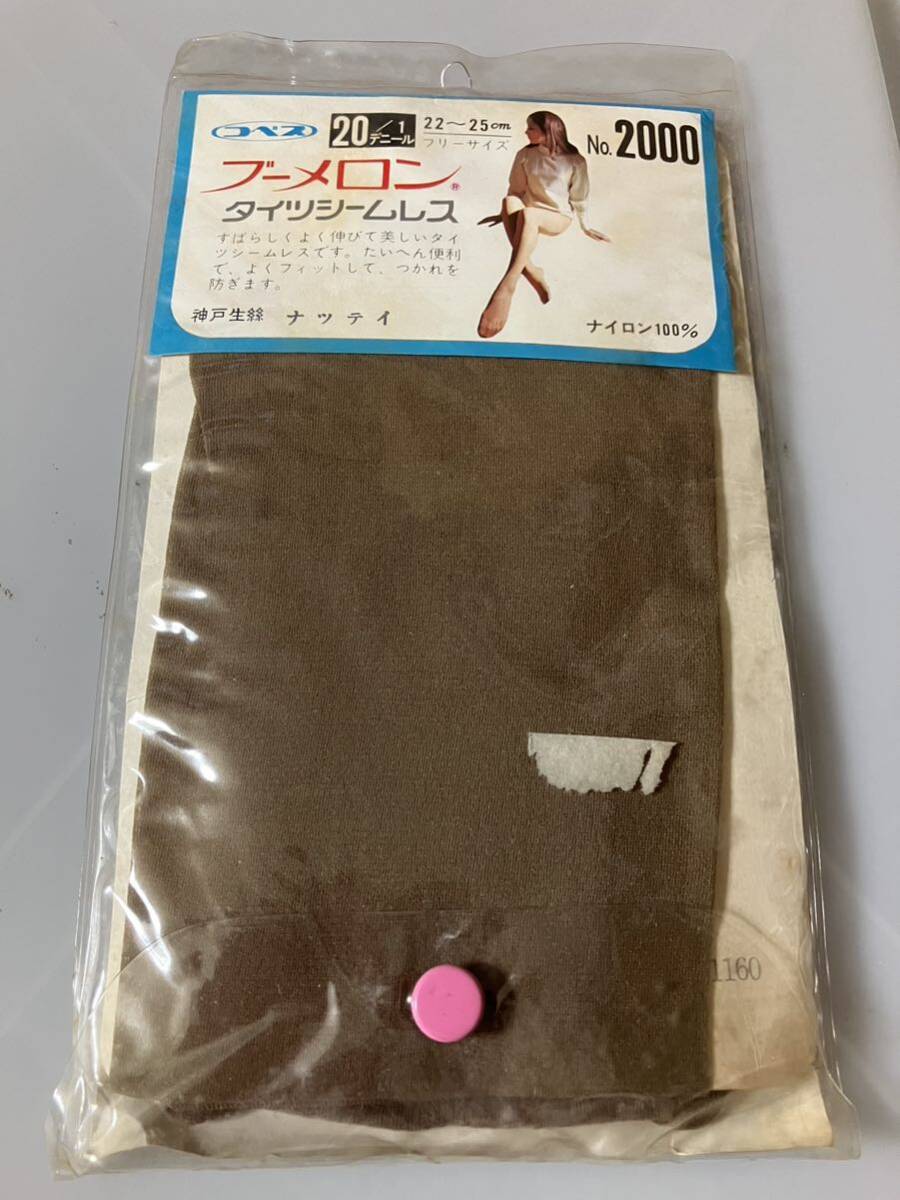 コベス
20/1
デニール
22～25cm
フリーサイズ
No.2000
ブーメロン®
タイツシームレス
すばらしくよく伸びて美しいタイ
ツシームレスです。たいへん便利
で、よくフィットして、つかれを
防ぎます。
神戸生絲 ナツテイ
ナイロン100%
1160